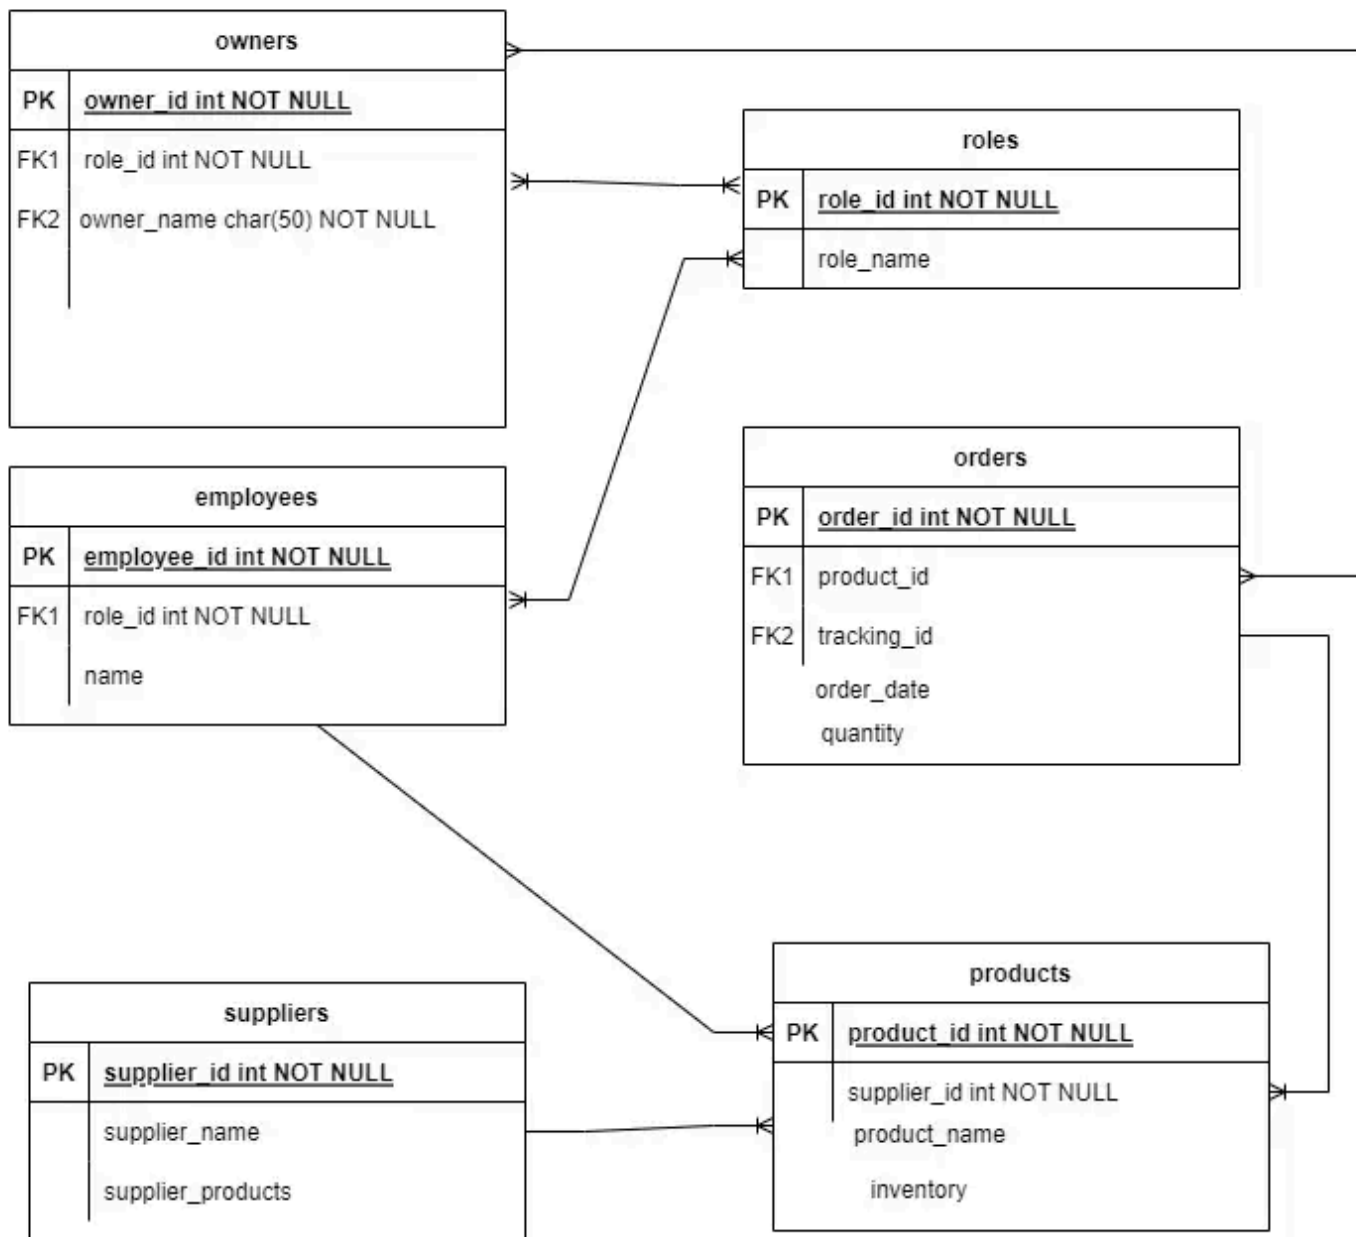 owners
PK owner_id int NOT NULL
FK1 role_id int NOT NULL
FK2 owner_name char(50) NOT NULL
roles
PK role_id int NOT NULL
role_name
employees
PK employee_id int NOT NULL
FK1 role_id int NOT NULL
name
orders
PK order_id int NOT NULL
FK1 product_id
FK2 tracking_id
order_date
quantity
suppliers
PK supplier_id int NOT NULL
supplier_name
supplier_products
products
PK product_id int NOT NULL
supplier_id int NOT NULL
product_name
inventory